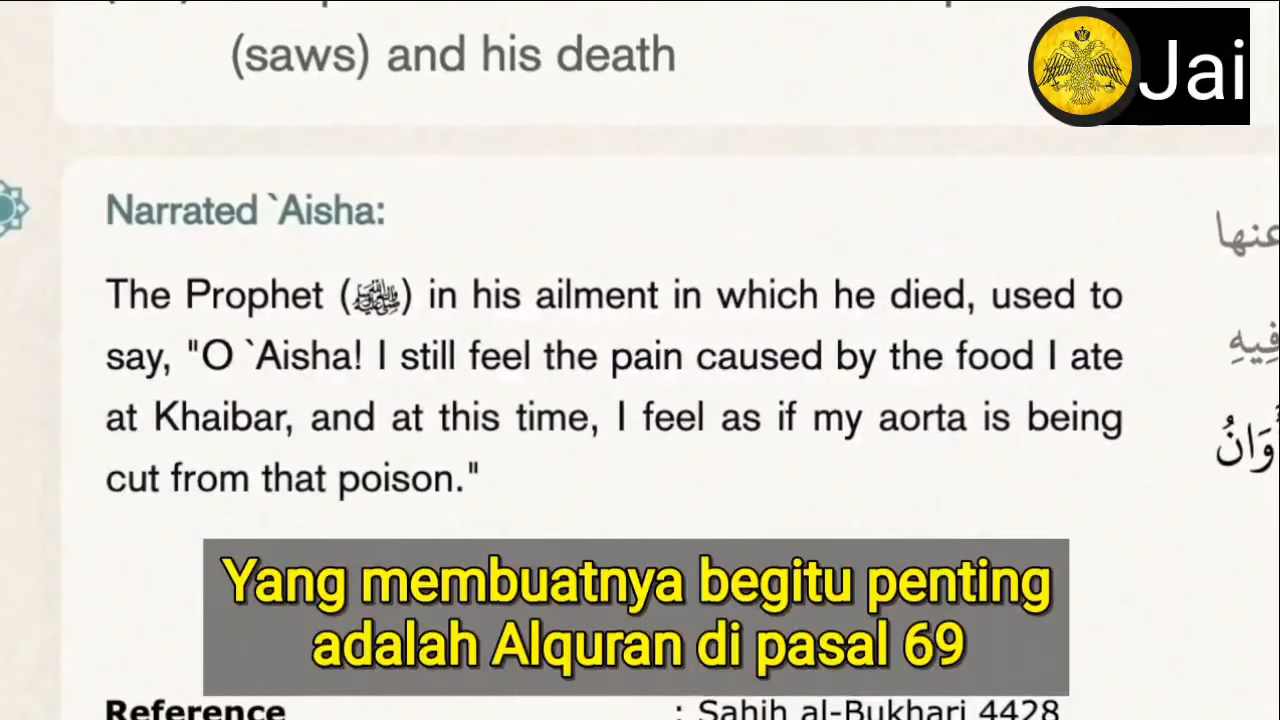 (saws) and his death
Jai
Narrated `Aisha:
The Prophet (ﷺ) in his ailment in which he died, used to
say, "O `Aisha! I still feel the pain caused by the food I ate
at Khaibar, and at this time, I feel as if my aorta is being
cut from that poison."
عنها
فِيهِ
أَوَانُ
Yang membuatnya begitu penting
adalah Alquran di pasal 69
Reference : Sahih al-Bukhari 4428